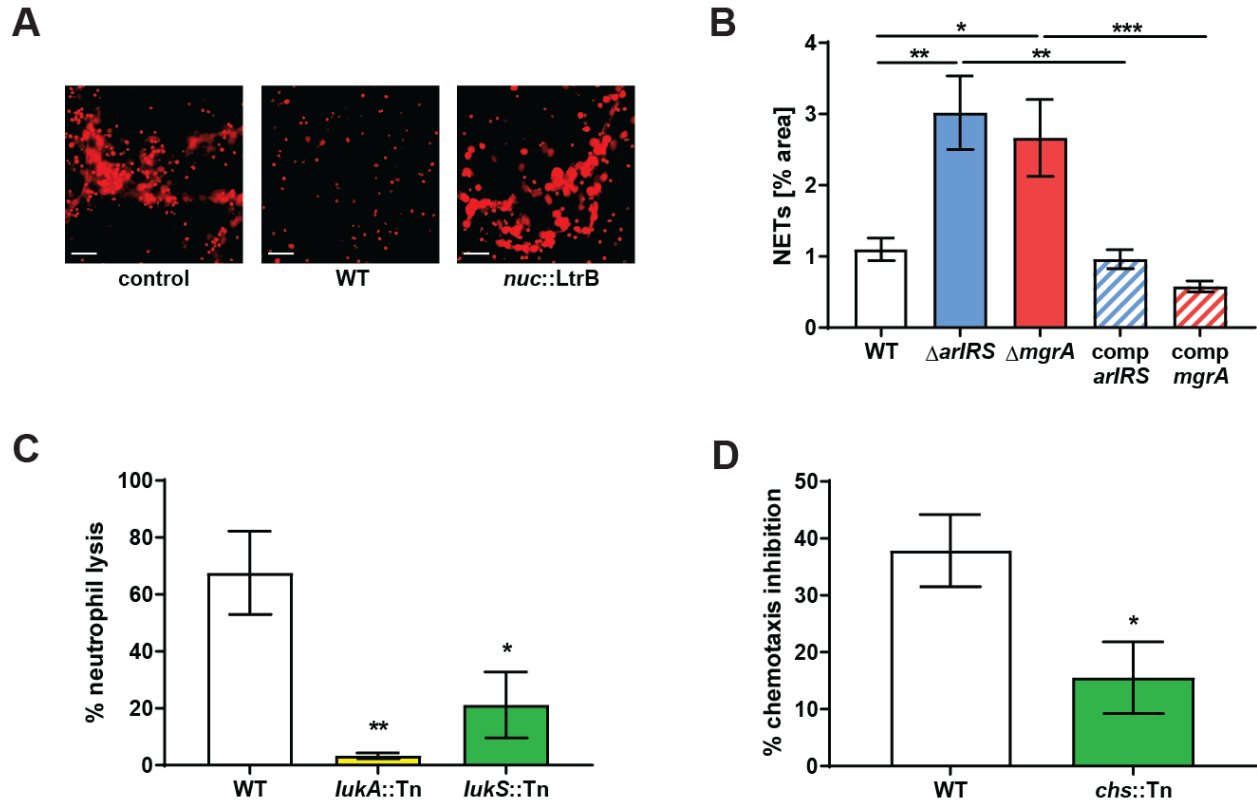 A
control
WT
nuc::LtrB
B
NETs [% area]
4
3
2
1
0
*
***
**
**
WT
ΔarlRS
ΔmgrA
comp
arlRS
comp
mgrA
C
% neutrophil lysis
100
80
60
40
20
0
**
*
WT
lukA::Tn
lukS::Tn
D
% chemotaxis inhibition
50
40
30
20
10
0
*
WT
chs::Tn